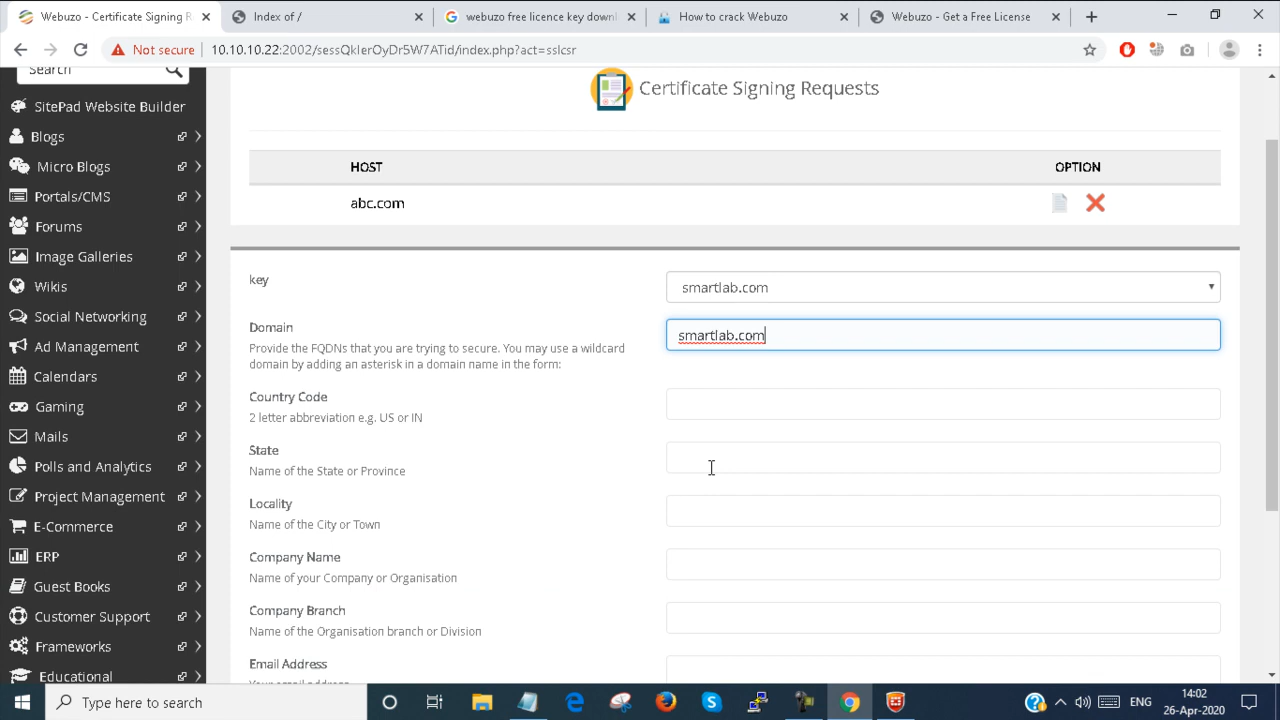 Webuzo - Certificate Signing R
Index of /
webuzo free licence key down
How to crack Webuzo
Webuzo - Get a Free License
Not secure
10.10.10.22:2002/sessQkIerOyDr5W7ATid/index.php?act=sslcsr
Search
SitePad Website Builder
Blogs
Micro Blogs
Portals/CMS
Forums
Image Galleries
Wikis
Social Networking
Ad Management
Calendars
Gaming
Mails
Polls and Analytics
Project Management
E-Commerce
ERP
Guest Books
Customer Support
Frameworks
Educational
Certificate Signing Requests
HOST OPTION
abc.com
key
smartlab.com
Domain
Provide the FQDNs that you are trying to secure. You may use a wildcard
domain by adding an asterisk in a domain name in the form:
smartlab.com
Country Code
2 letter abbreviation e.g. US or IN
State
Name of the State or Province
Locality
Name of the City or Town
Company Name
Name of your Company or Organisation
Company Branch
Name of the Organisation branch or Division
Email Address
Your email address
Type here to search
ENG
14:02
26-Apr-2020